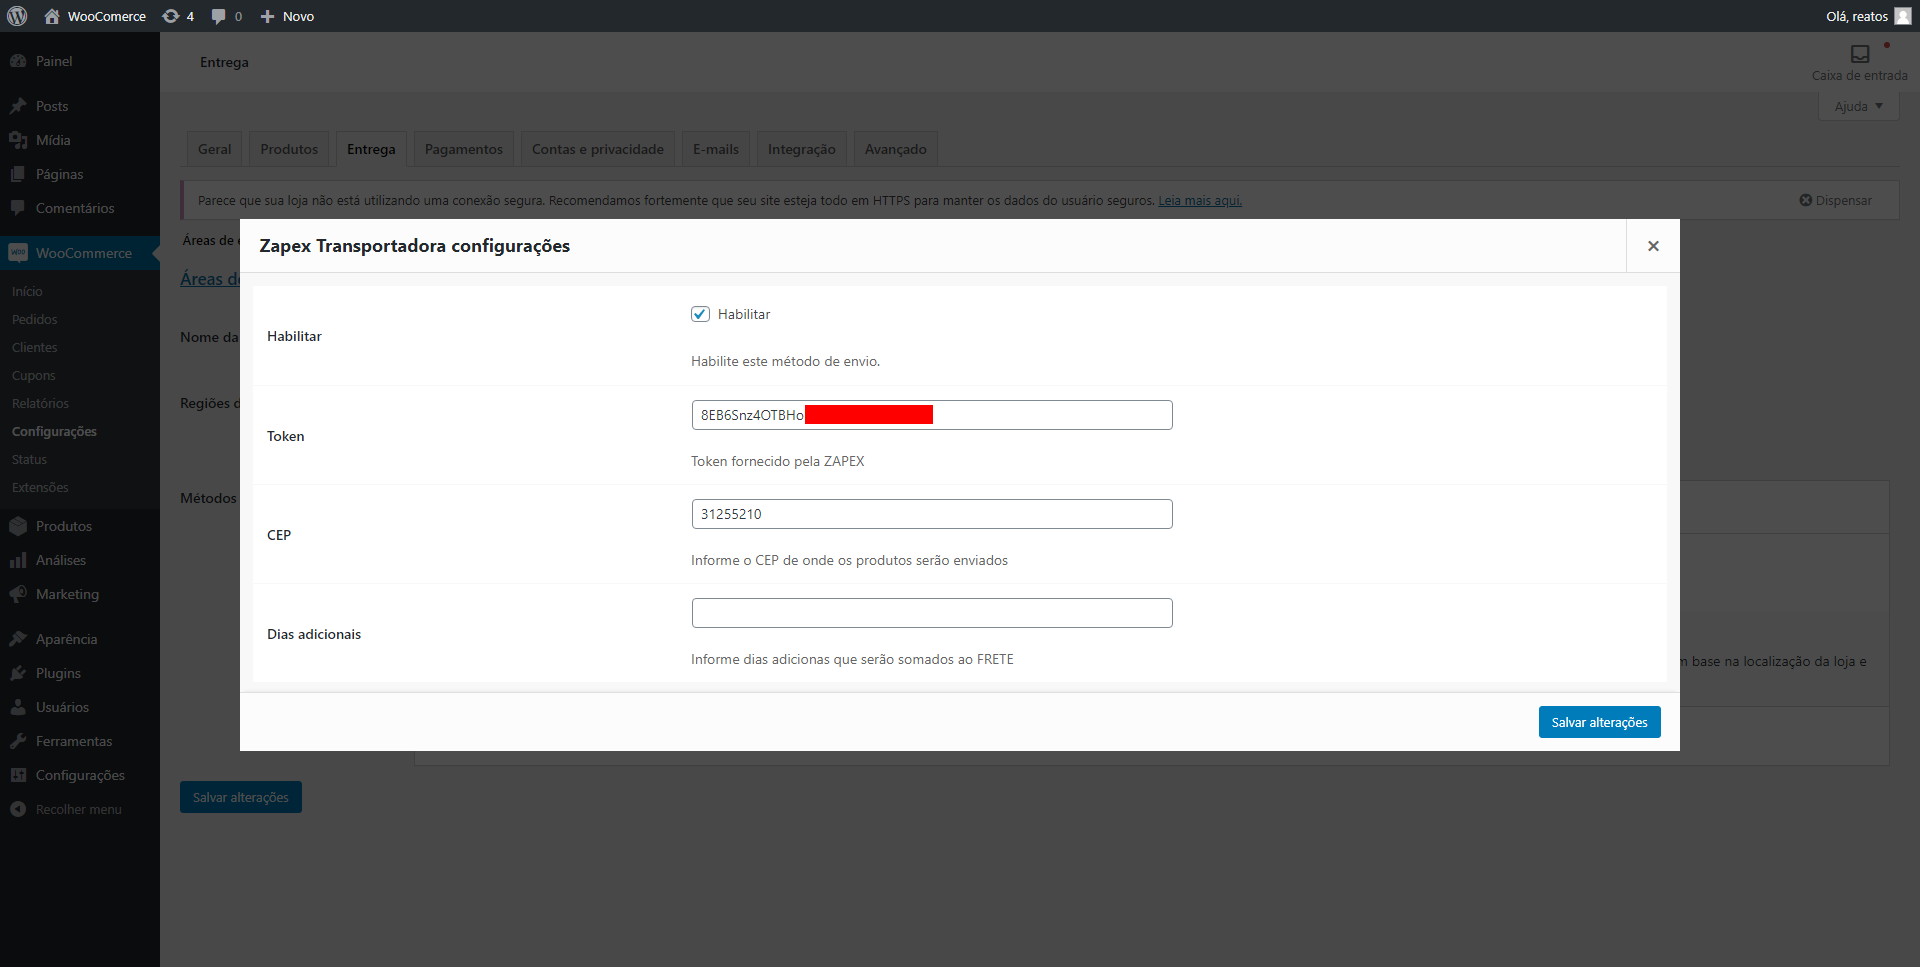 WooComerce
4
0
Novo
Olá, reatos
Painel
Posts
Mídia
Páginas
Comentários
WooCommerce
Início
Pedidos
Clientes
Cupons
Relatórios
Configurações
Status
Extensões
Produtos
Análises
Marketing
Aparência
Plugins
Usuários
Ferramentas
Configurações
Recolher menu
Entrega
Caixa de entrada
Ajuda
Geral
Produtos
Entrega
Pagamentos
Contas e privacidade
E-mails
Integração
Avançado
Parece que sua loja não está utilizando uma conexão segura. Recomendamos fortemente que seu site esteja todo em HTTPS para manter os dados do usuário seguros. Leia mais aqui.
Dispensar
Áreas de
Áreas
Nome da
Regiões
Métodos
Zapex Transportadora configurações
Habilitar
Habilitar
Habilite este método de envio.
Token
8EB6Snz4OTBHo
Token fornecido pela ZAPEX
CEP
31255210
Informe o CEP de onde os produtos serão enviados
Dias adicionais
Informe dias adicionas que serão somados ao FRETE
base na localização da loja e
Salvar alterações
Salvar alterações